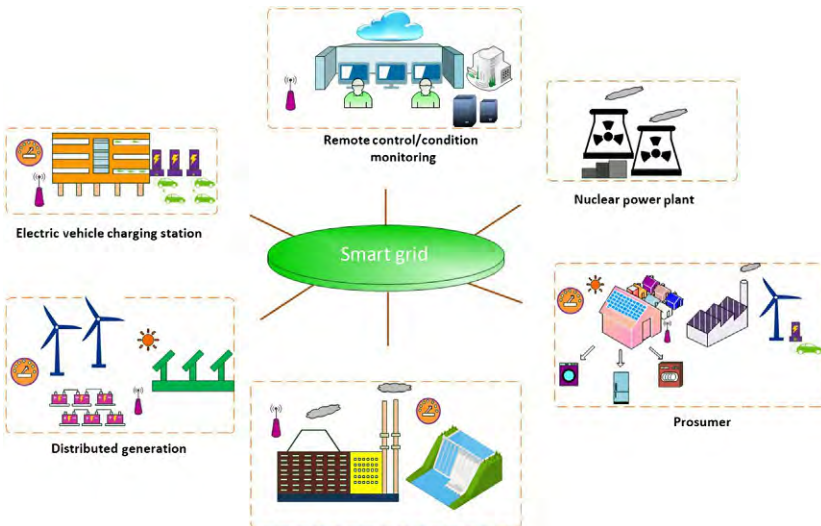 Remote control/condition
monitoring
Nuclear power plant
Electric vehicle charging station
Smart grid
Distributed generation
Prosumer